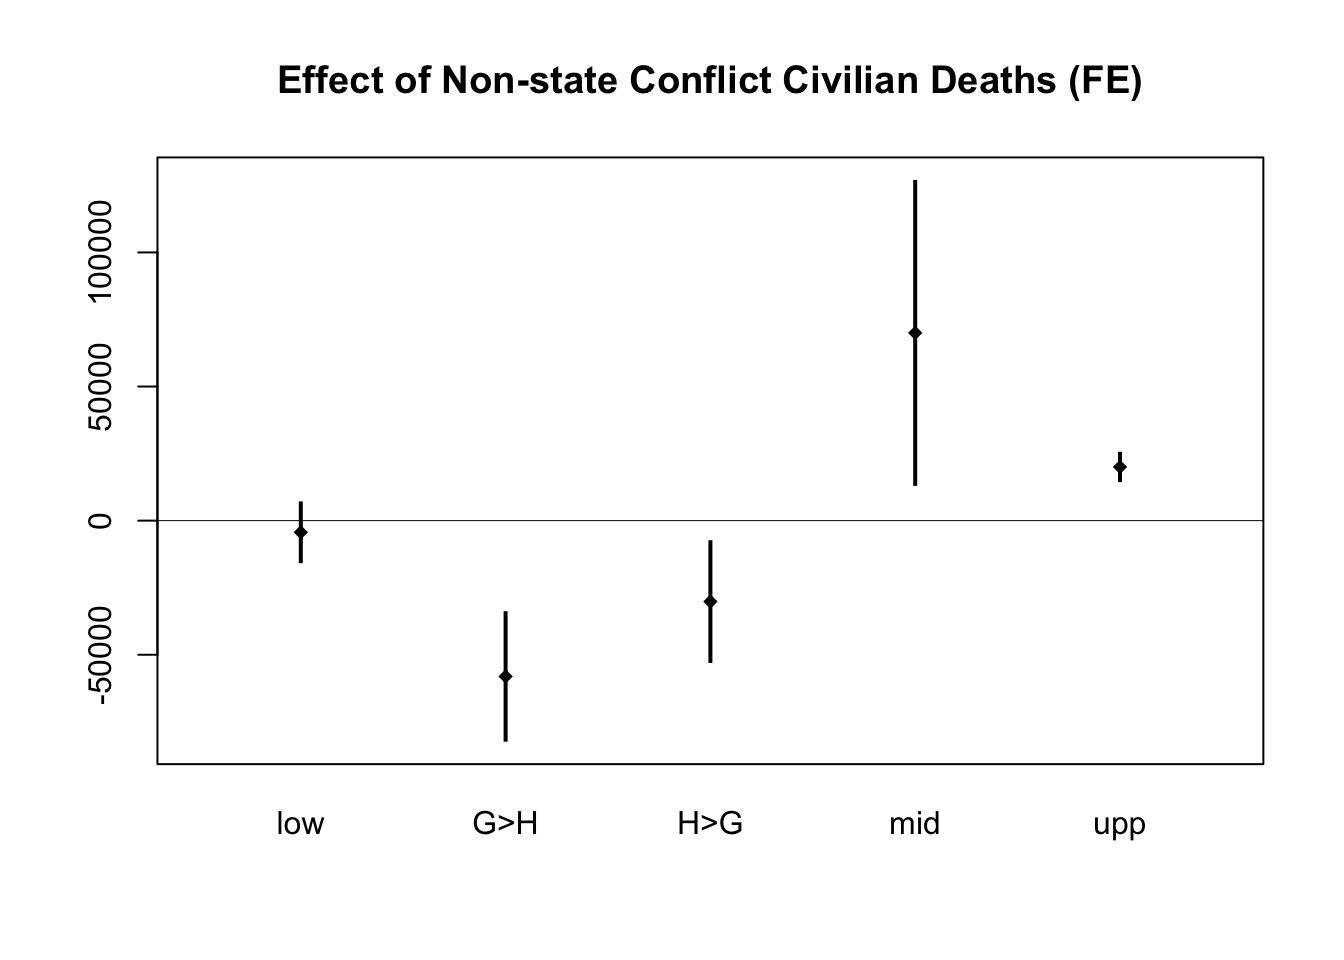 Effect of Non-state Conflict Civilian Deaths (FE)
100000
50000
0
-50000
low G>H H>G mid upp